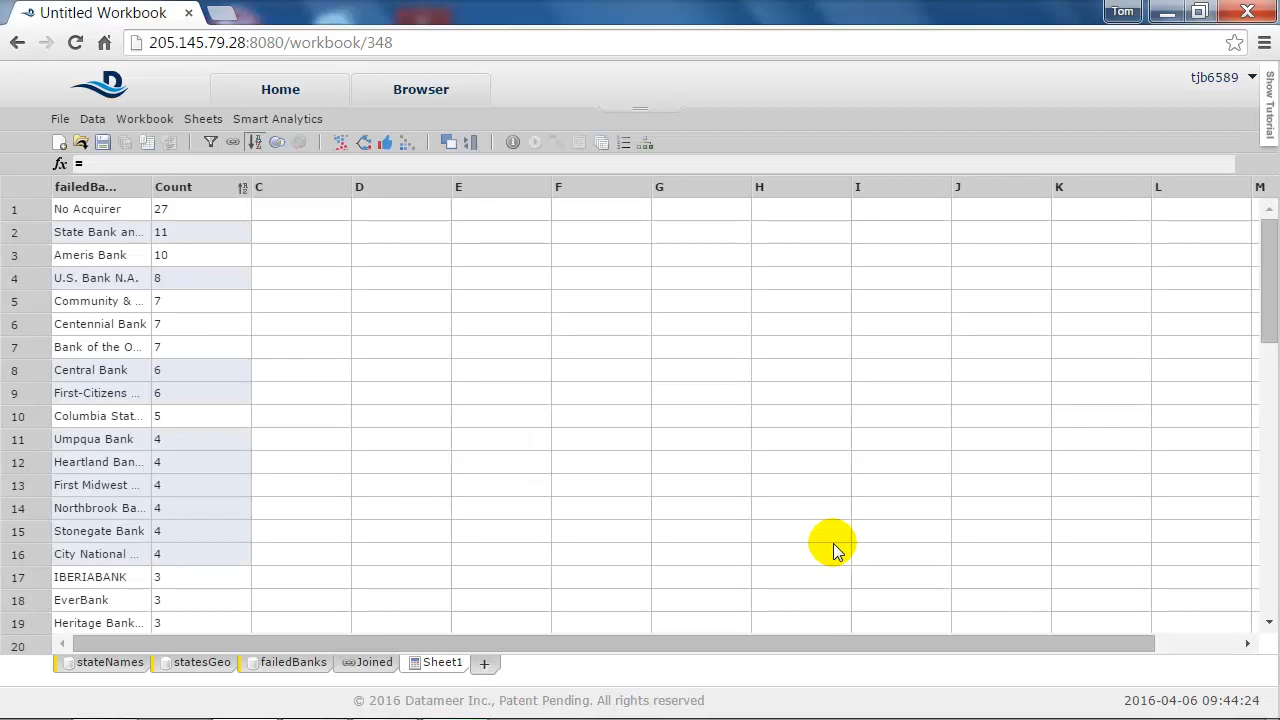 Untitled Workbook ×
Tom
205.145.79.28:8080/workbook/348
D
Home
Browser
tjb6589
Show Tutorial
File Data Workbook Sheets Smart Analytics
fx =
failedBa... Count C D E F G H I J K L M
1 No Acquirer 27
2 State Bank an... 11
3 Ameris Bank 10
4 U.S. Bank N.A. 8
5 Community & ... 7
6 Centennial Bank 7
7 Bank of the O... 7
8 Central Bank 6
9 First-Citizens ... 6
10 Columbia Stat... 5
11 Umpqua Bank 4
12 Heartland Ban... 4
13 First Midwest ... 4
14 Northbrook Ba... 4
15 Stonegate Bank 4
16 City National ... 4
17 IBERIABANK 3
18 EverBank 3
19 Heritage Bank... 3
20
stateNames statesGeo failedBanks Joined Sheet1 +
© 2016 Datameer Inc., Patent Pending. All rights reserved
2016-04-06 09:44:24